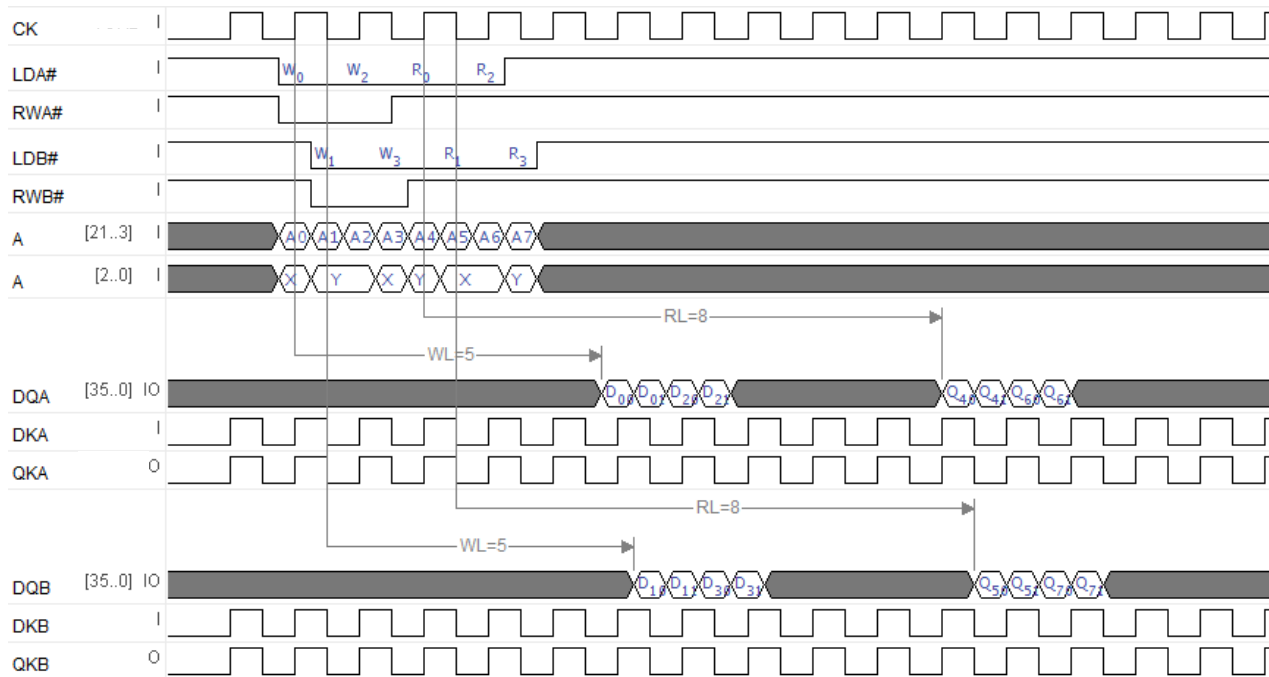 CK I
LDA# I W0 W2 R0 R2
RWA# I
LDB# I W1 W3 R1 R3
RWB# I
A [21..3] I A0 A1 A2 A3 A4 A5 A6 A7
A [2..0] I X Y X Y X Y
RL=8
WL=5
DQA [35..0] IO D00 D01 D20 D21 Q40 Q41 Q60 Q61
DKA I
QKA O
RL=8
WL=5
DQB [35..0] IO D10 D11 D30 D31 Q50 Q51 Q70 Q71
DKB I
QKB O